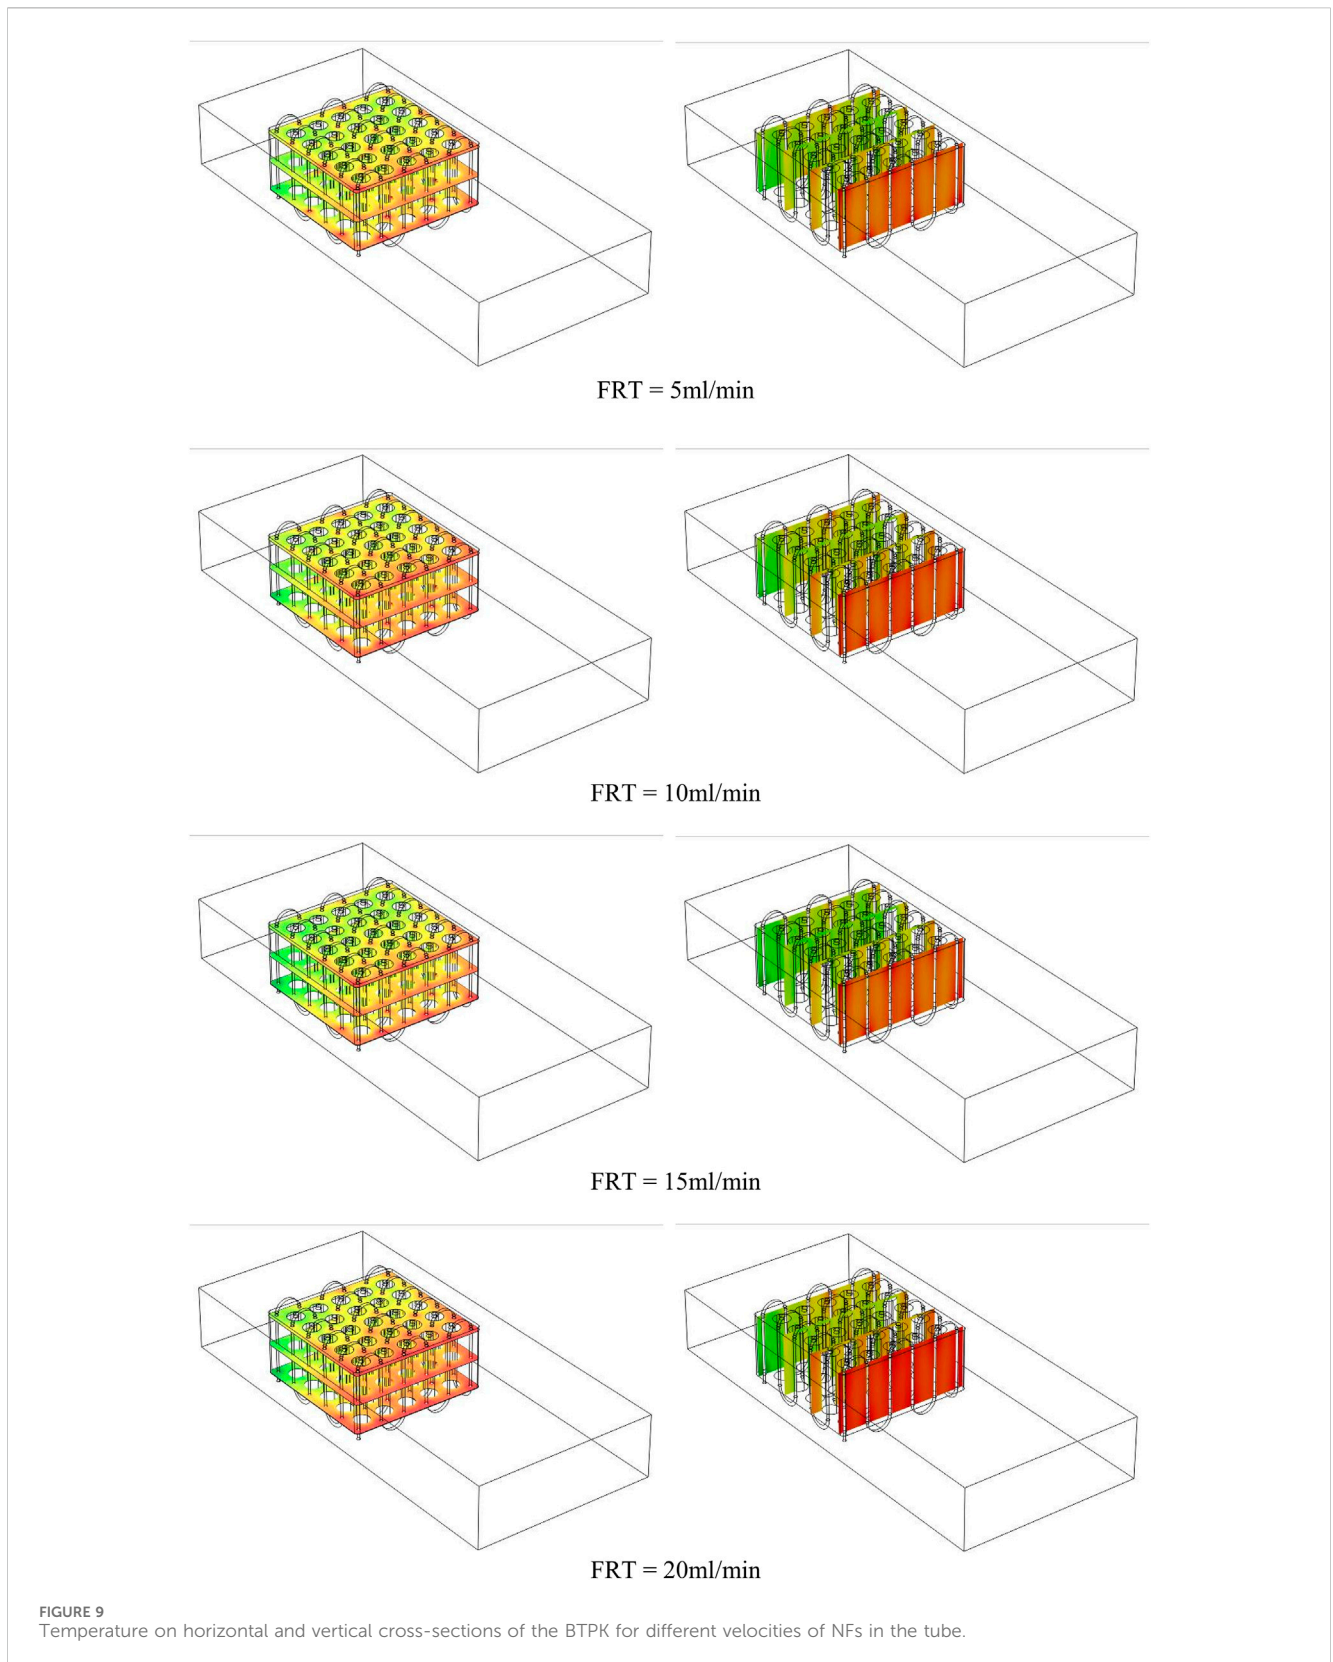 FRT = 5ml/min
FRT = 10ml/min
FRT = 15ml/min
FRT = 20ml/min
FIGURE 9
Temperature on horizontal and vertical cross-sections of the BTPK for different velocities of NFs in the tube.